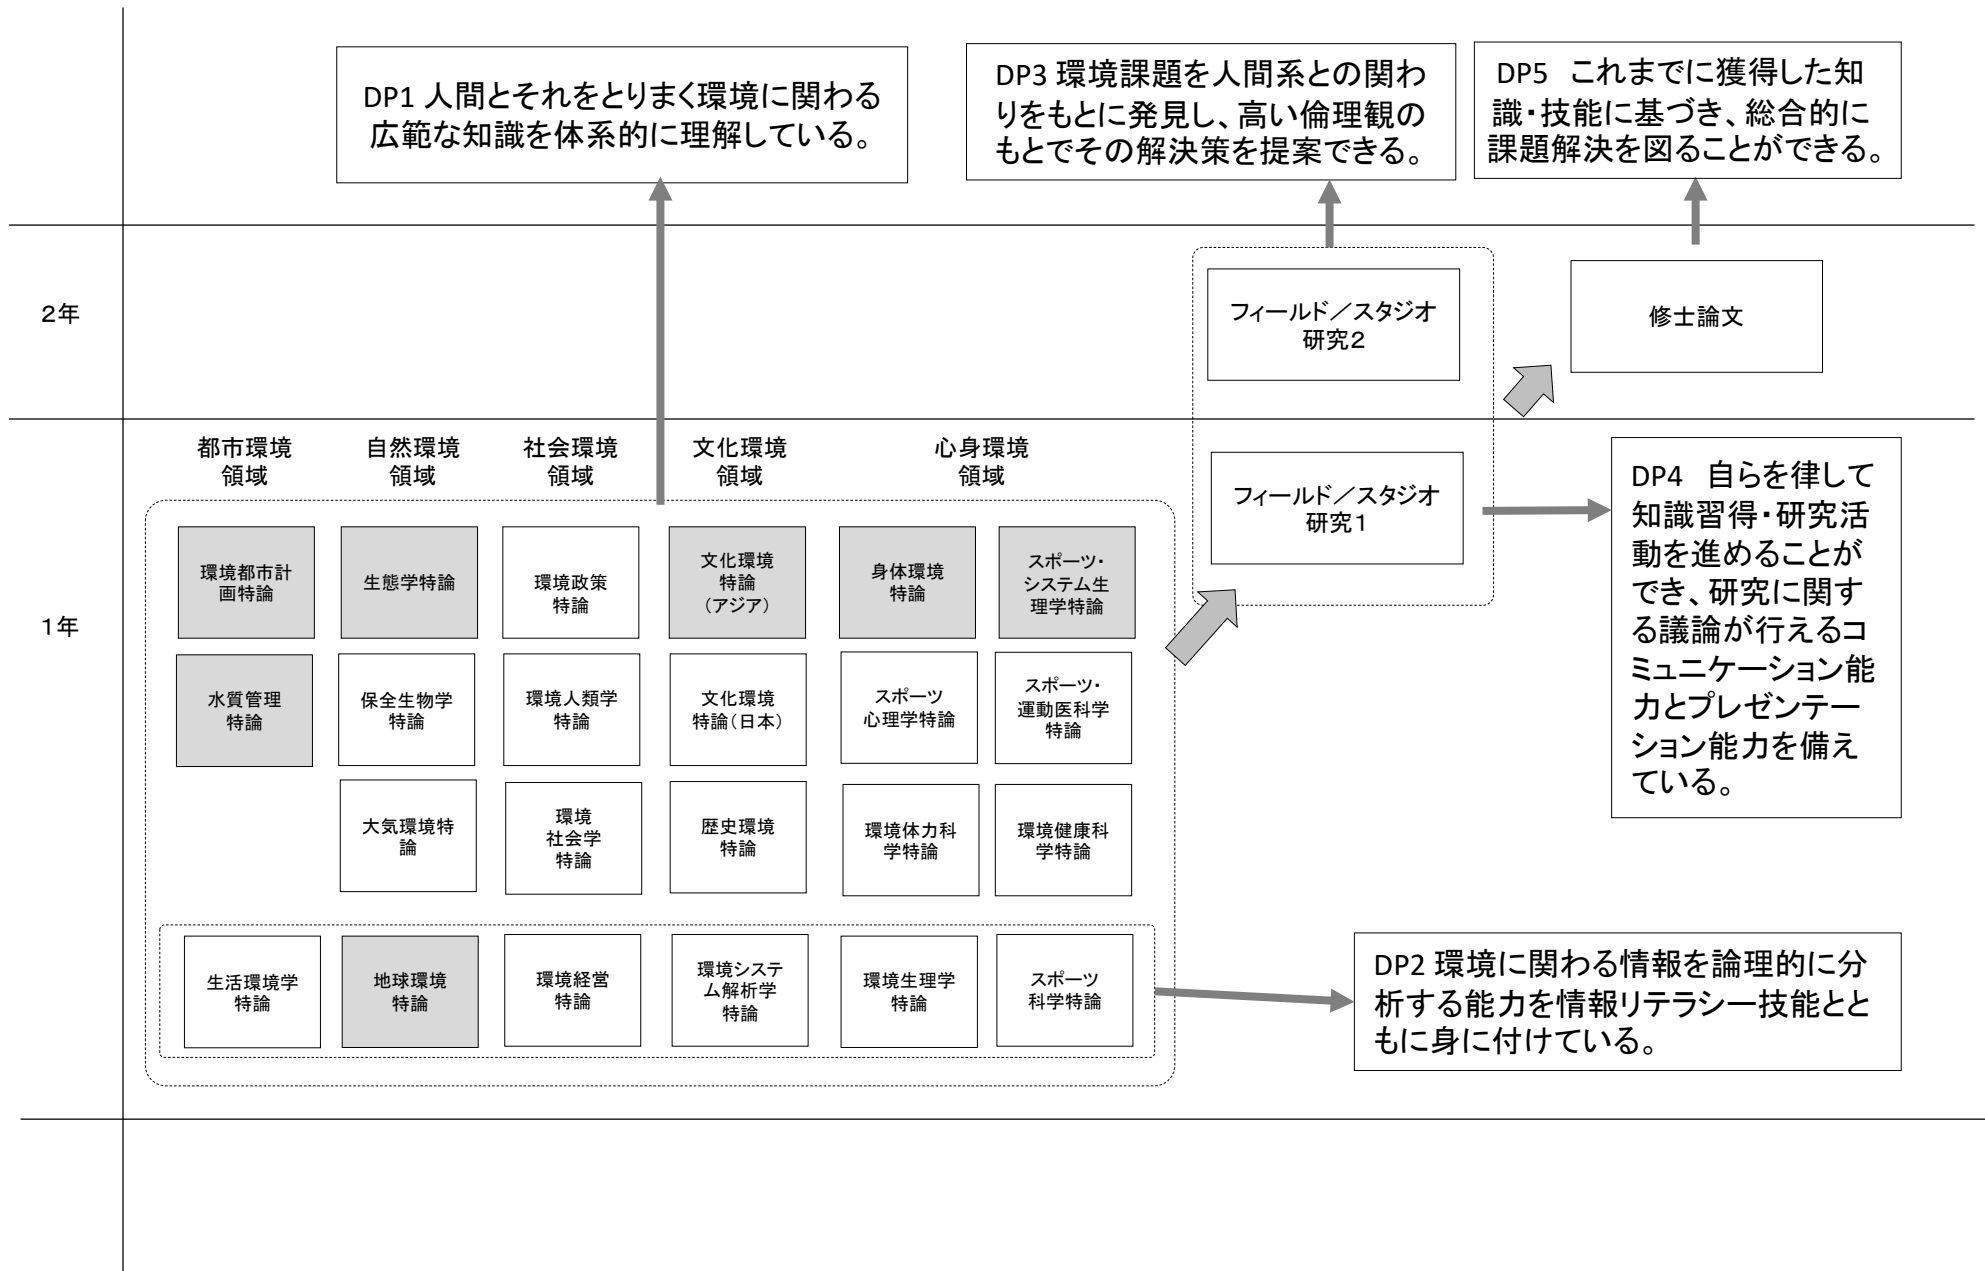 DP1 人間とそれをとりまく環境に関わる
広範な知識を体系的に理解している。
DP3 環境課題を人間系との関わ
りをもとに発見し、高い倫理観の
もとでその解決策を提案できる。
DP5　これまでに獲得した知
識・技能に基づき、総合的に
課題解決を図ることができる。
２年
フィールド／スタジオ
研究２
修士論文
１年
都市環境
領域
自然環境
領域
社会環境
領域
文化環境
領域
心身環境
領域
フィールド／スタジオ
研究１
DP4　自らを律して
知識習得・研究活
動を進めることが
でき、研究に関す
る議論が行えるコ
ミュニケーション能
力とプレゼンテー
ション能力を備え
ている。
環境都市計
画特論
生態学特論
環境政策
特論
文化環境
特論
（アジア）
身体環境
特論
スポーツ・
システム生
理学特論
水質管理
特論
保全生物学
特論
環境人類学
特論
文化環境
特論（日本）
スポーツ
心理学特論
スポーツ・
運動医科学
特論
大気環境特
論
環境
社会学
特論
歴史環境
特論
環境体力科
学特論
環境健康科
学特論
生活環境学
特論
地球環境
特論
環境経営
特論
環境システ
ム解析学
特論
環境生理学
特論
スポーツ
科学特論
DP2 環境に関わる情報を論理的に分
析する能力を情報リテラシー技能とと
もに身に付けている。